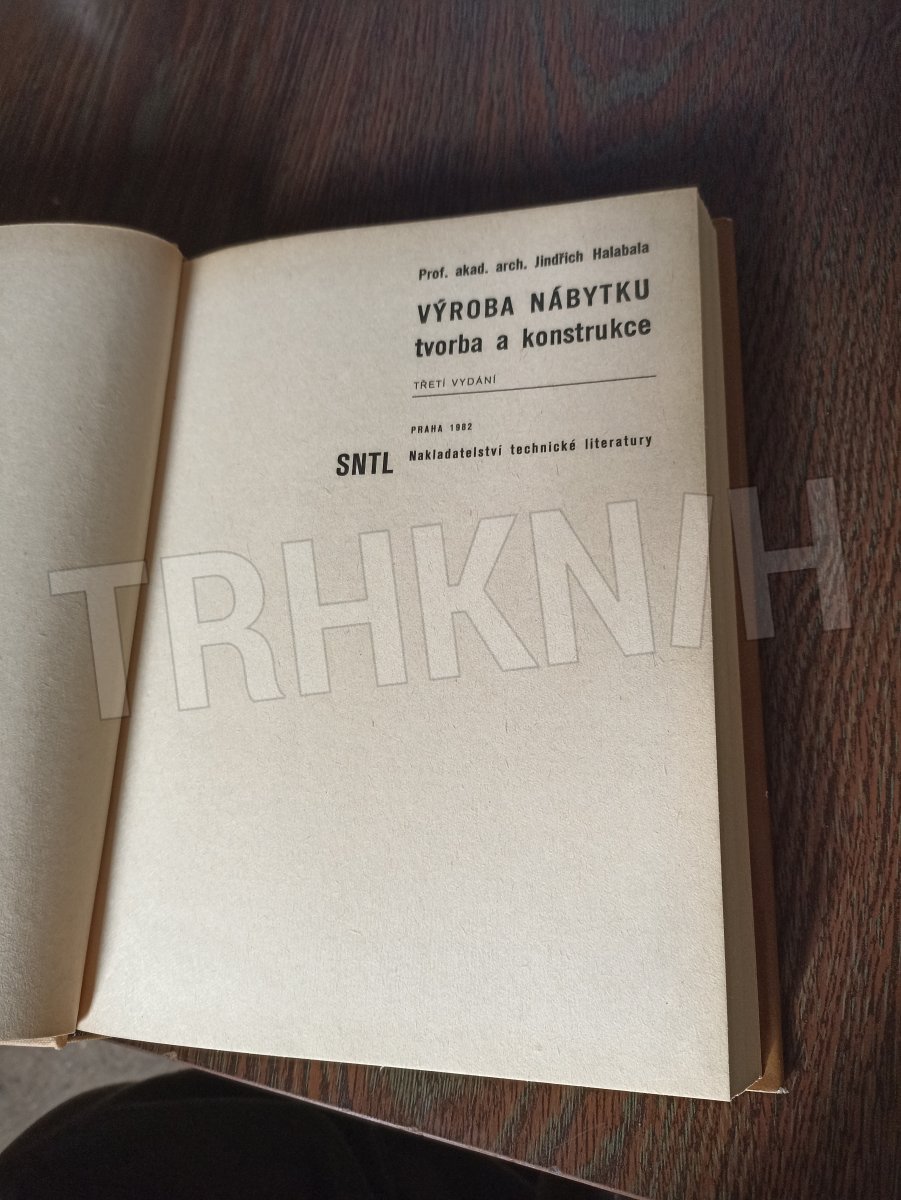 Prof. akad. arch. Jindřich Halabala
VÝROBA NÁBYTKU
tvorba a konstrukce
TŘETÍ VYDÁNÍ
PRAHA 1982
SNTL Nakladatelství technické literatury
TRHKNIH